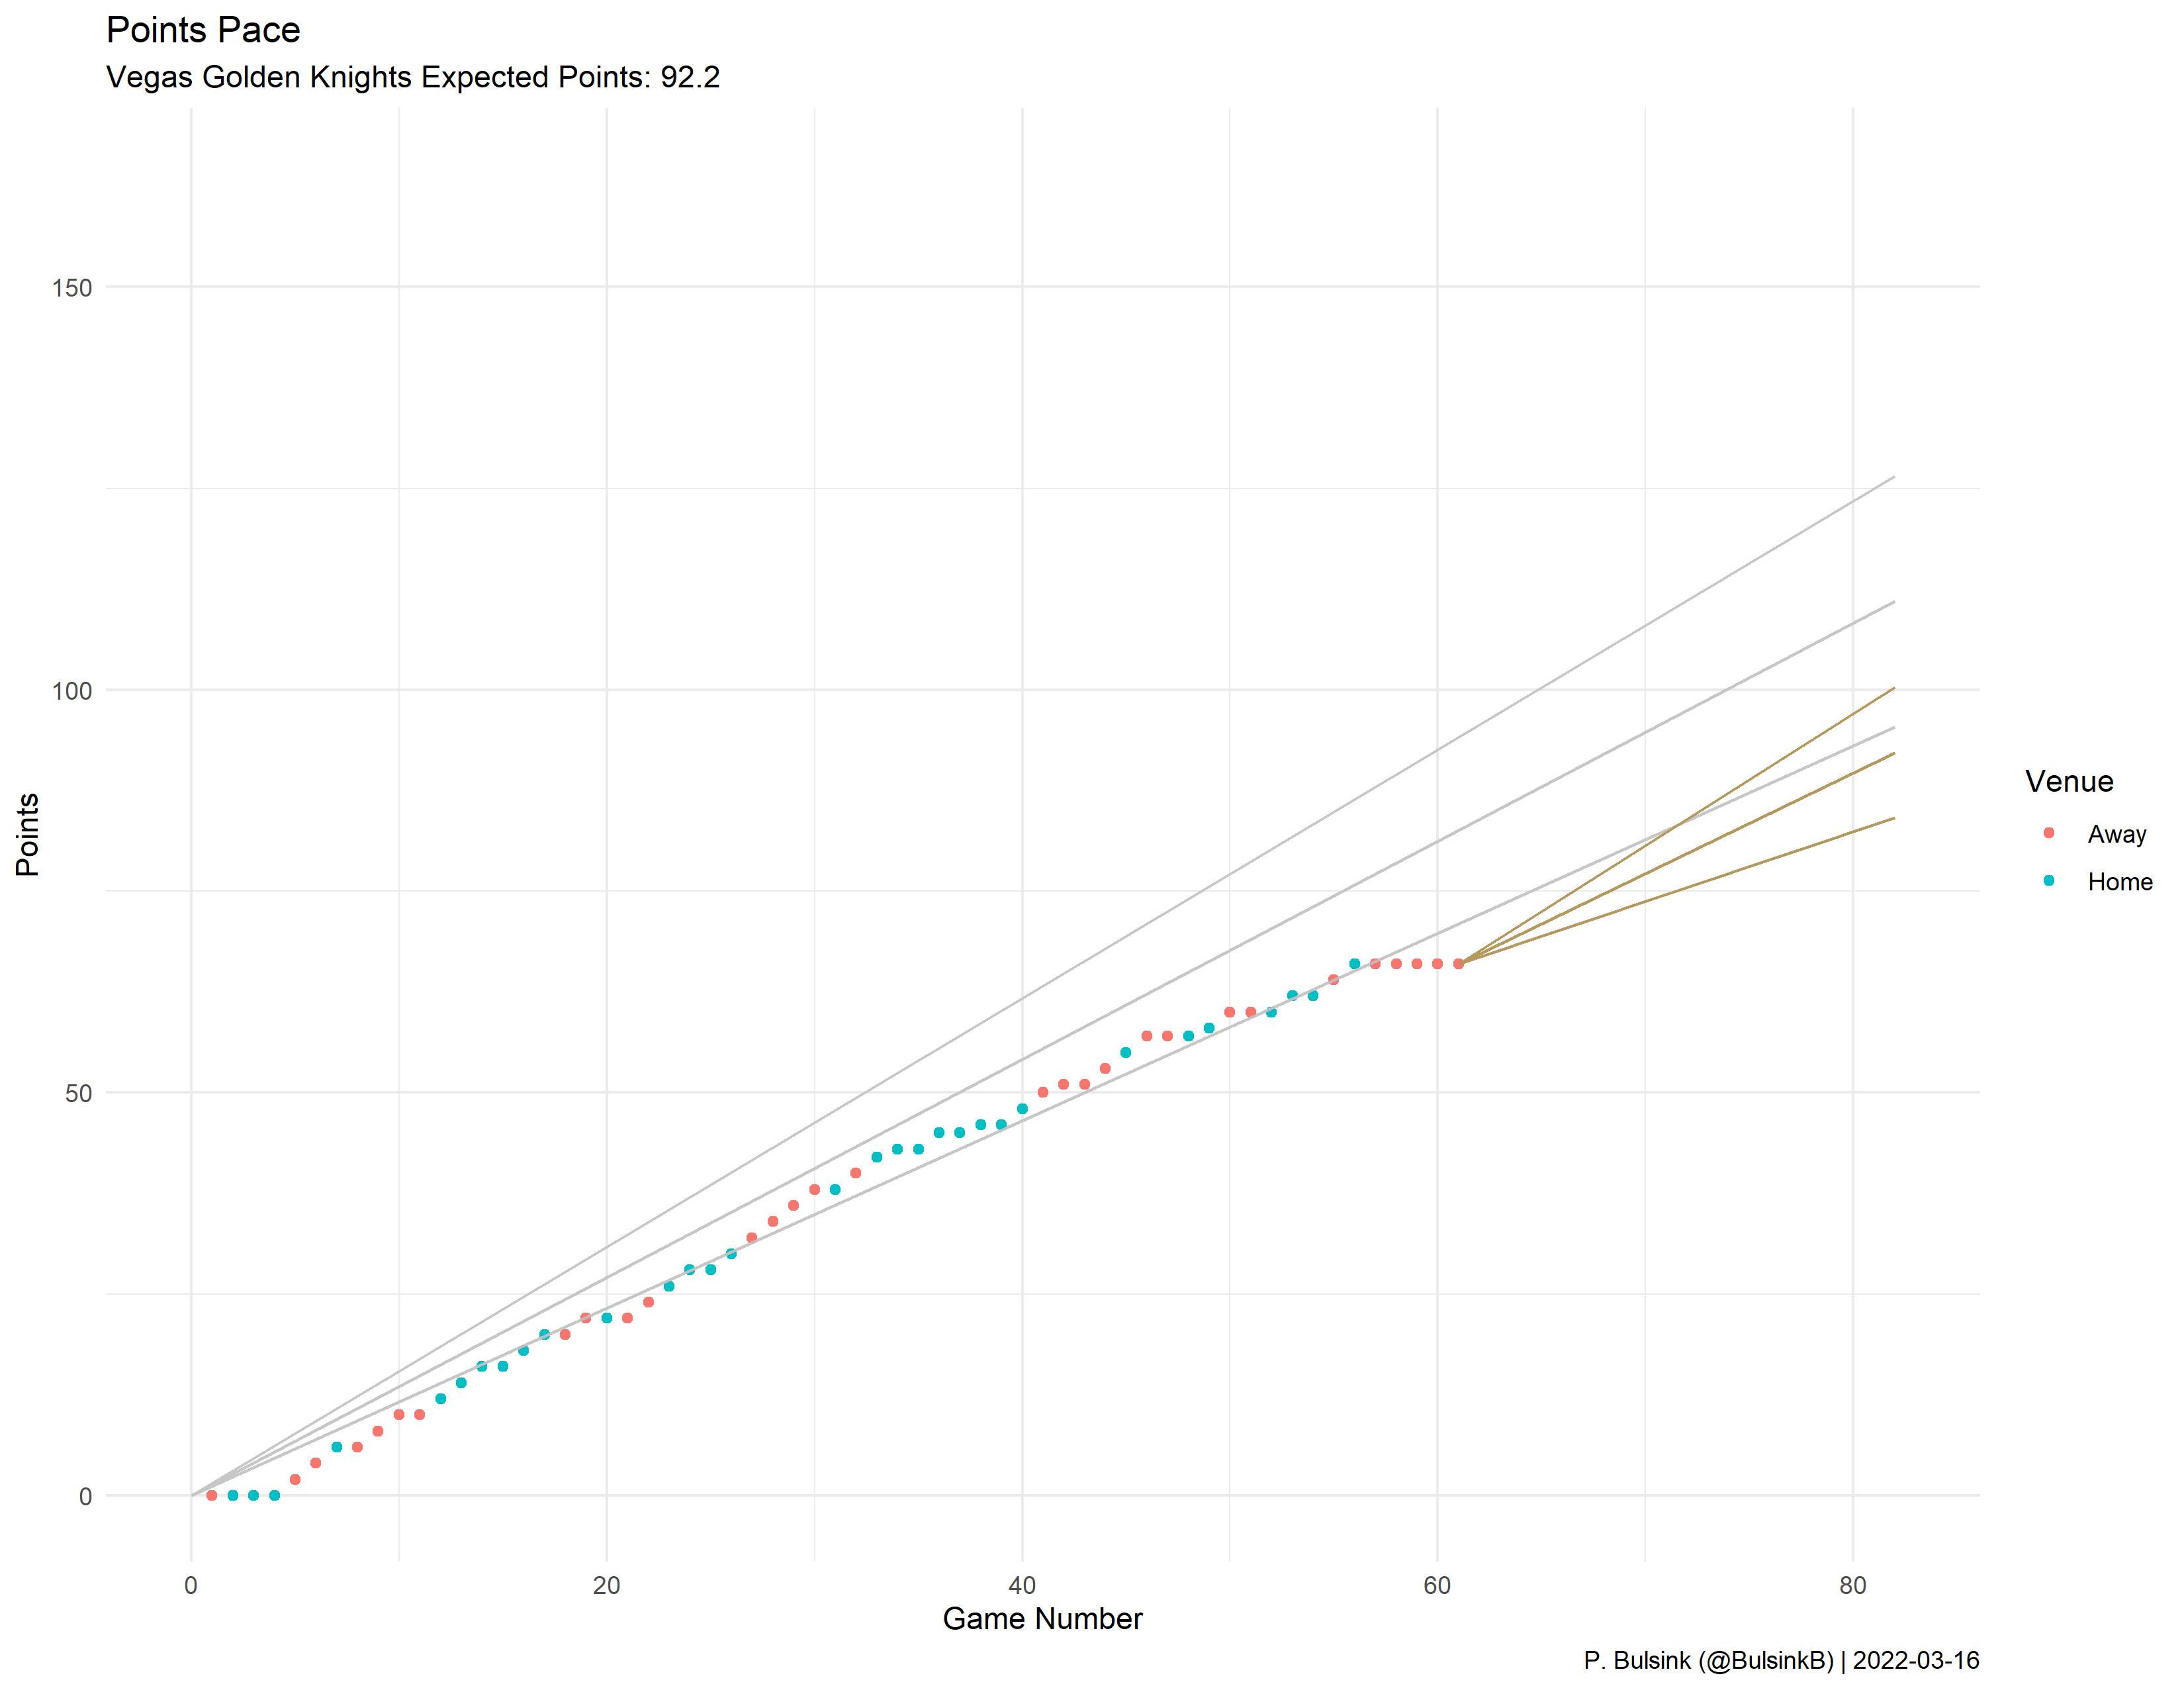 Points Pace
Vegas Golden Knights Expected Points: 92.2
150
100
50
0
Points
0 20 40 60 80
Game Number
Venue
Away
Home
P. Bulsink (@BulsinkB) | 2022-03-16